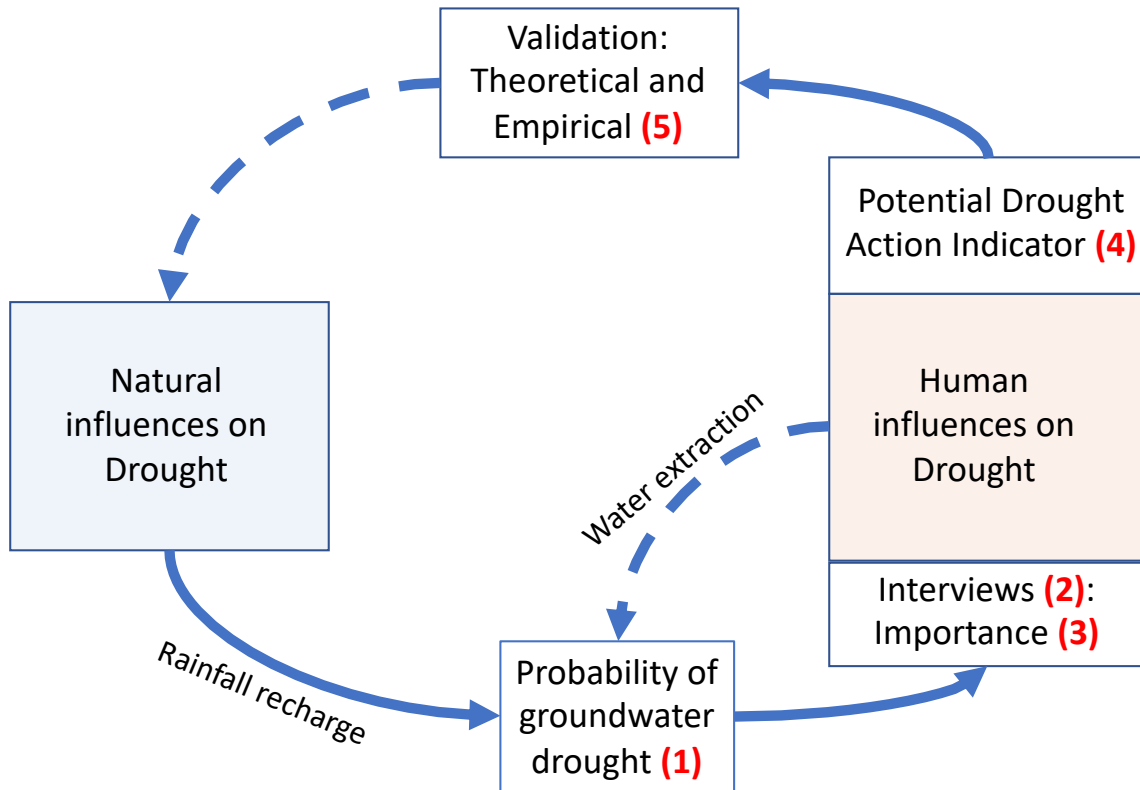 Validation:
Theoretical and
Empirical (5)
Potential Drought
Action Indicator (4)
Natural
influences on
Drought
Human
influences on
Drought
Water extraction
Interviews (2):
Importance (3)
Rainfall recharge
Probability of
groundwater
drought (1)